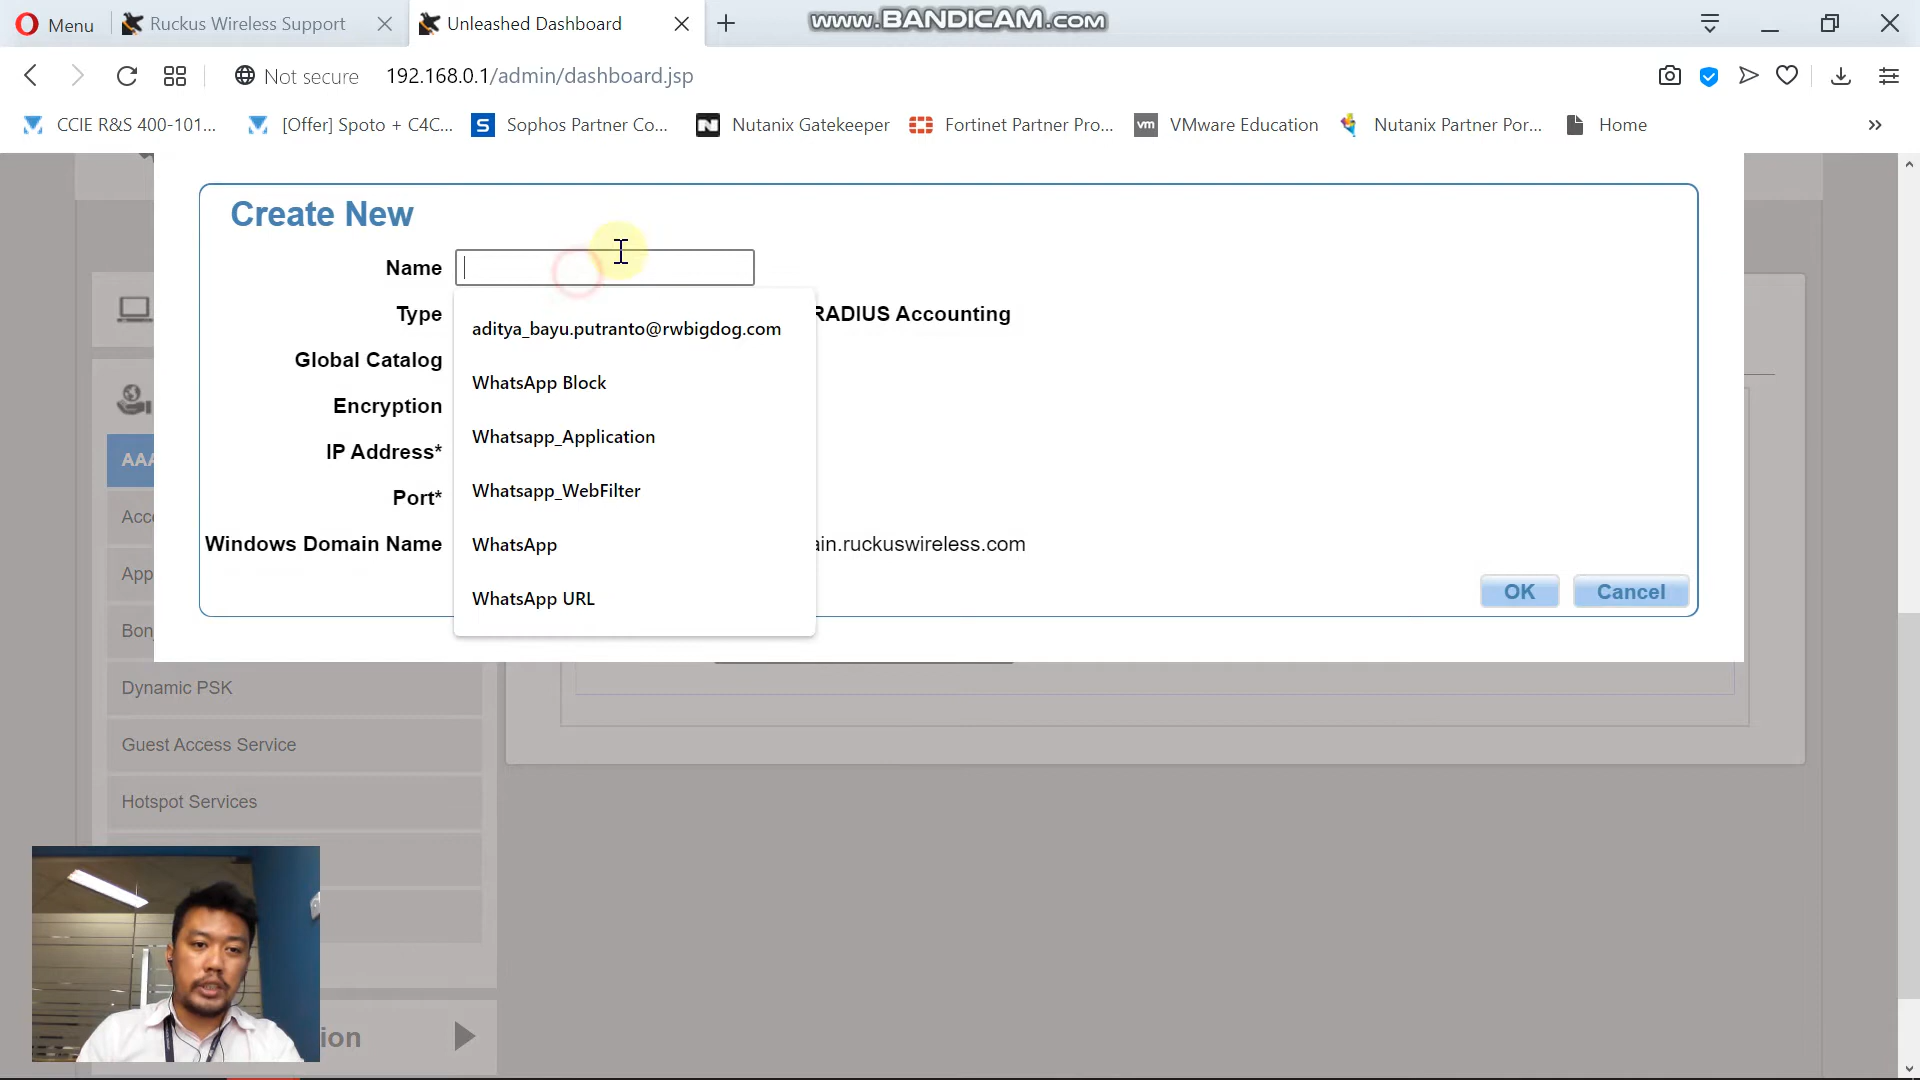 Menu
Ruckus Wireless Support
Unleashed Dashboard
www.BANDICAM.COM
Not secure
192.168.0.1/admin/dashboard.jsp
CCIE R&S 400-101...
[Offer] Spoto + C4C...
Sophos Partner Co...
Nutanix Gatekeeper
Fortinet Partner Pro...
VMware Education
Nutanix Partner Por...
Home
Create New
Name
aditya_bayu.putranto@rwbigdog.com
Type
RADIUS Accounting
Global Catalog
WhatsApp Block
Encryption
Whatsapp_Application
IP Address*
AAA
Whatsapp_WebFilter
Port*
Acce
Windows Domain Name
WhatsApp
ain.ruckuswireless.com
App
WhatsApp URL
OK
Cancel
Bonj
Dynamic PSK
Guest Access Service
Hotspot Services
ion